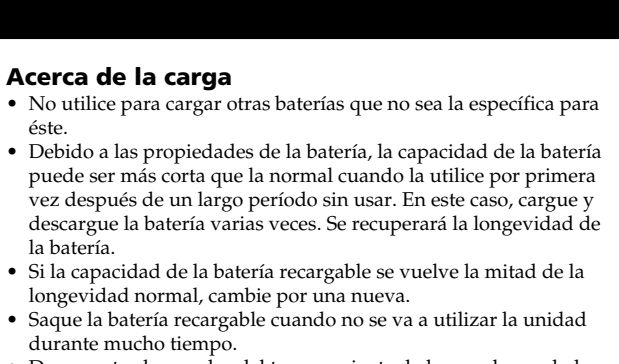 Acerca de la carga
• No utilice para cargar otras baterías que no sea la específica para
éste.
• Debido a las propiedades de la batería, la capacidad de la batería
puede ser más corta que la normal cuando la utilice por primera
vez después de un largo período sin usar. En este caso, cargue y
descargue la batería varias veces. Se recuperará la longevidad de
la batería.
• Si la capacidad de la batería recargable se vuelve la mitad de la
longevidad normal, cambie por una nueva.
• Saque la batería recargable cuando no se va a utilizar la unidad
durante mucho tiempo.